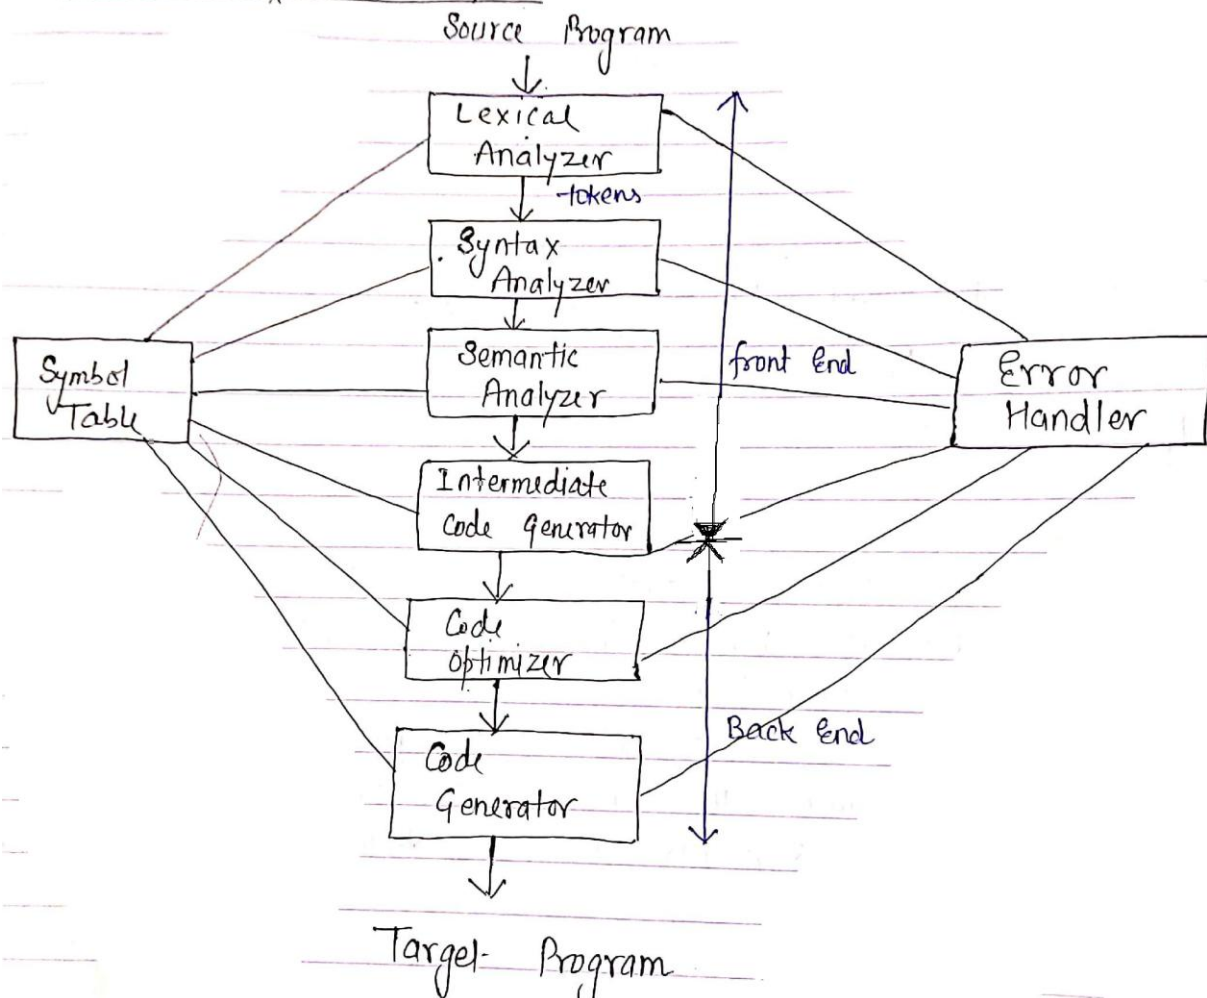 Source Program
Lexical
Analyzer
tokens
Syntax
Analyzer
Semantic
Analyzer
front End
Symbol
Table
Error
Handler
Intermediate
Code Generator
Code
Optimizer
Back End
Code
Generator
Target Program